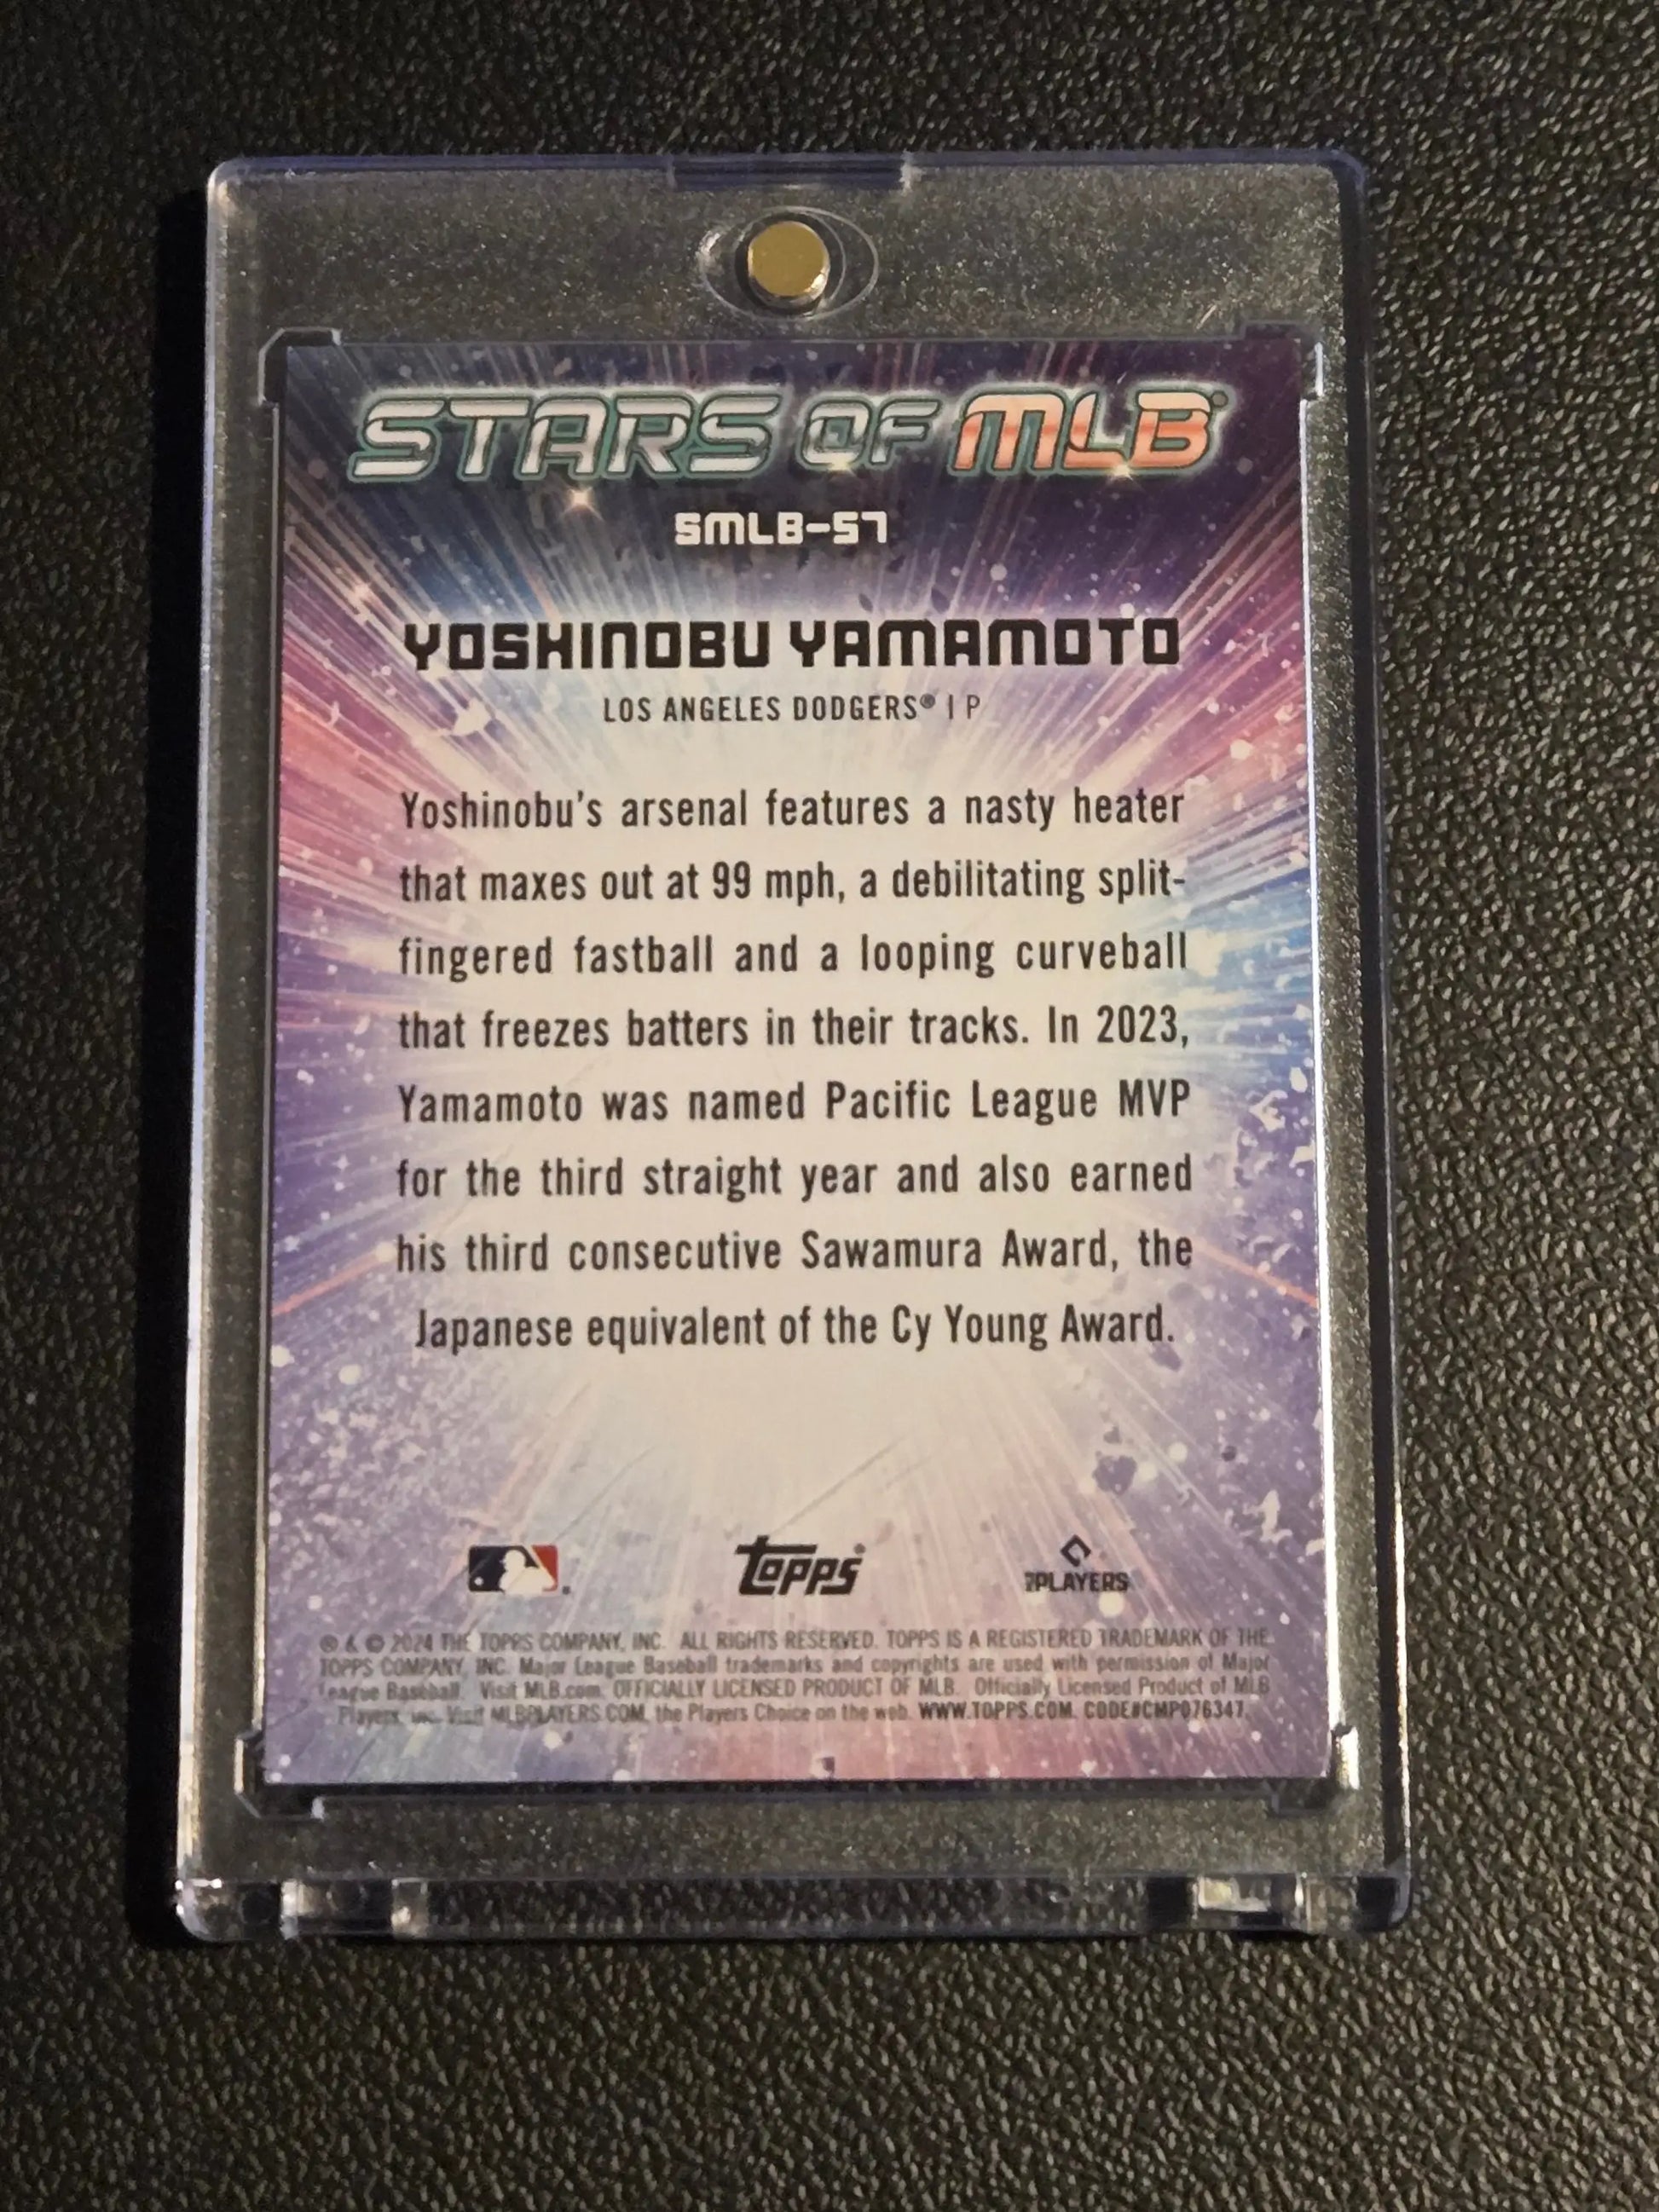 STARS OF MLB®
SMLB-57
YOSHINOBU YAMAMOTO
LOS ANGELES DODGERS® | P
Yoshinobu's arsenal features a nasty heater
that maxes out at 99 mph, a debilitating split-
fingered fastball and a looping curveball
that freezes batters in their tracks. In 2023,
Yamamoto was named Pacific League MVP
for the third straight year and also earned
his third consecutive Sawamura Award, the
Japanese equivalent of the Cy Young Award.
topps®
MLBPLAYERS
® & © 2024 THE TOPPS COMPANY, INC. ALL RIGHTS RESERVED. TOPPS IS A REGISTERED TRADEMARK OF THE
TOPPS COMPANY, INC. Major League Baseball trademarks and copyrights are used with permission of Major
League Baseball. Visit MLB.com. OFFICIALLY LICENSED PRODUCT OF MLB. Officially Licensed Product of MLB
Players, Inc. Visit MLBPLAYERS.COM, the Players Choice on the web. WWW.TOPPS.COM. CODE#CMP076347.